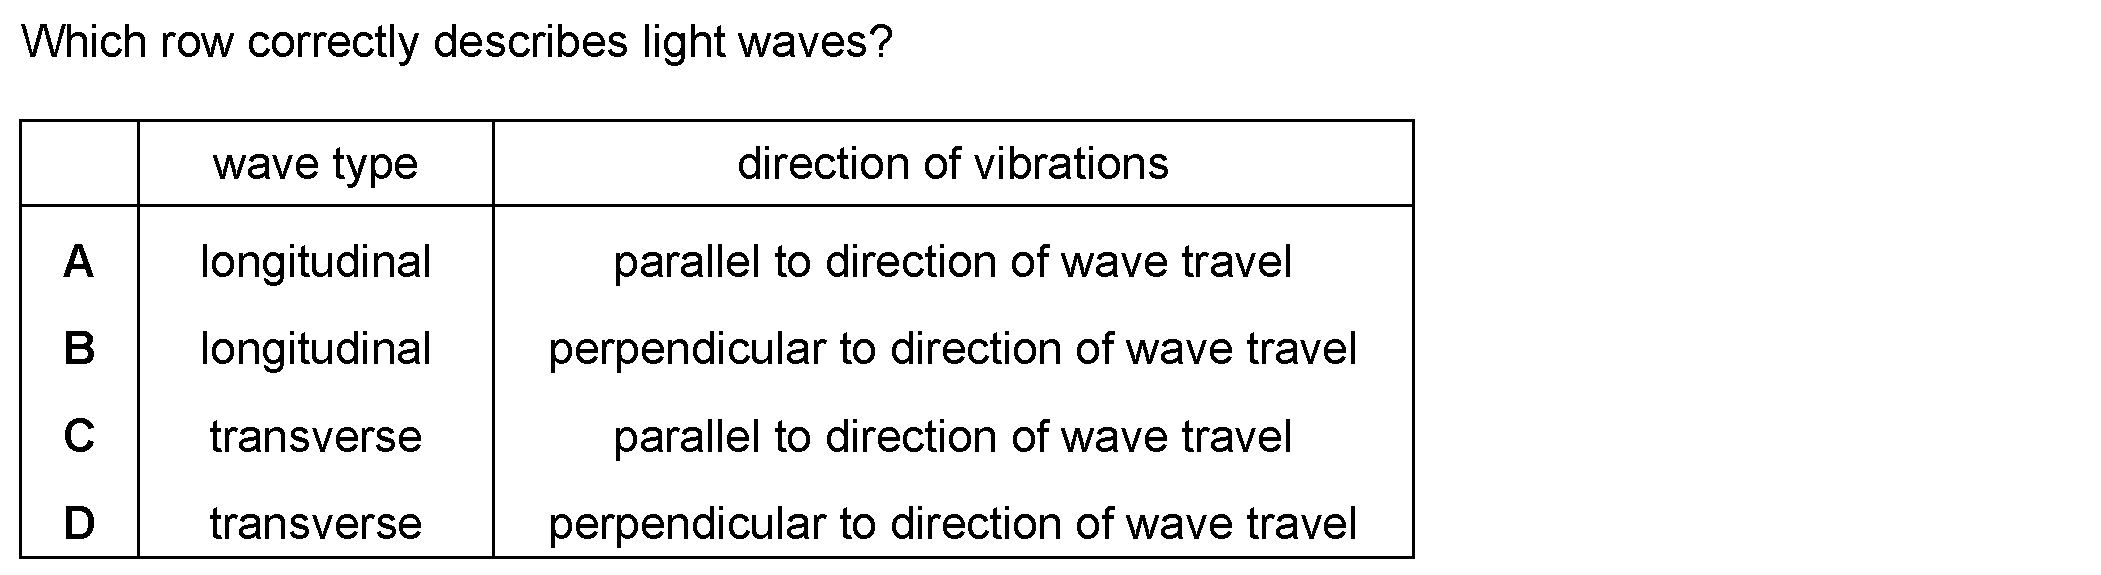 Which row correctly describes light waves?
wave type direction of vibrations
A longitudinal parallel to direction of wave travel
B longitudinal perpendicular to direction of wave travel
C transverse parallel to direction of wave travel
D transverse perpendicular to direction of wave travel